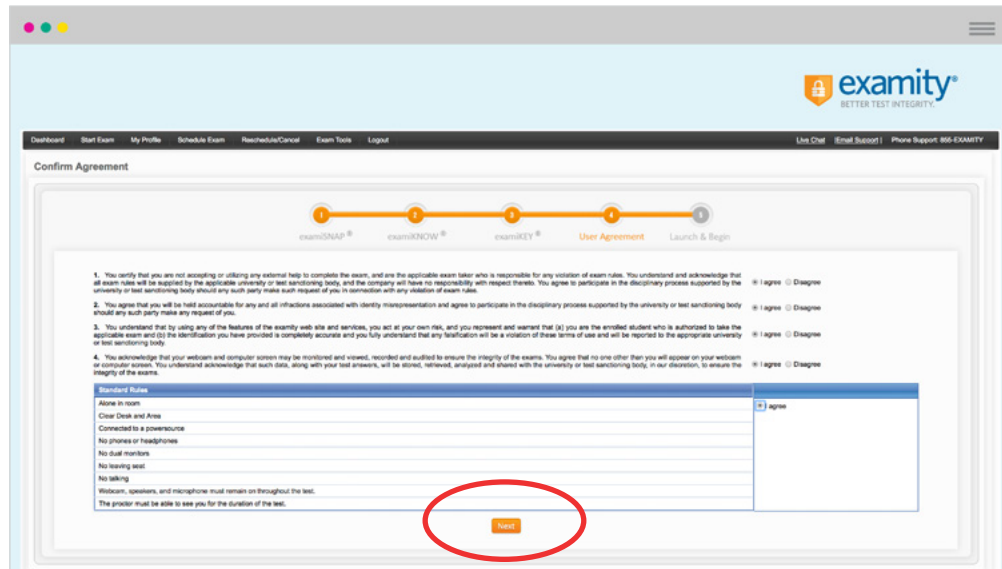 examity®
BETTER TEST INTEGRITY.
Dashboard Start Exam My Profile Schedule Exam Reschedule/Cancel Exam Tools Logout Live Chat |Email Support | Phone Support: 855-EXAMITY
Confirm Agreement
1 2 3 4 5
examiSNAP ® examiKNOW ® examiKEY ® User Agreement Launch & Begin
1. You certify that you are not accepting or utilizing any external help to complete the exam, and are the applicable exam taker who is responsible for any violation of exam rules. You understand and acknowledge that
all exam rules will be supplied by the applicable university or test sanctioning body, and the company will have no responsibility with respect thereto. You agree to participate in the disciplinary process supported by the
university or test sanctioning body should any such party make such request of you in connection with any violation of exam rules.
I agree Disagree
2. You agree that you will be held accountable for any and all infractions associated with identity misrepresentation and agree to participate in the disciplinary process supported by the university or test sanctioning body
should any such party make any request of you.
I agree Disagree
3. You understand that by using any of the features of the examity web site and services, you act at your own risk, and you represent and warrant that (a) you are the enrolled student who is authorized to take the
applicable exam and (b) the identification you have provided is completely accurate and you fully understand that any falsification will be a violation of these terms of use and will be reported to the appropriate university
or test sanctioning body.
I agree Disagree
4. You acknowledge that your webcam and computer screen may be monitored and viewed, recorded and audited to ensure the integrity of the exams. You agree that no one other than you will appear on your webcam
or computer screen. You understand acknowledge that such data, along with your test answers, will be stored, retrieved, analyzed and shared with the university or test sanctioning body, in our discretion, to ensure the
integrity of the exams.
I agree Disagree
Standard Rules
Alone in room
I agree
Clear Desk and Area
Connected to a powersource
No phones or headphones
No dual monitors
No leaving seat
No talking
Webcam, speakers, and microphone must remain on throughout the test.
The proctor must be able to see you for the duration of the test.
Next